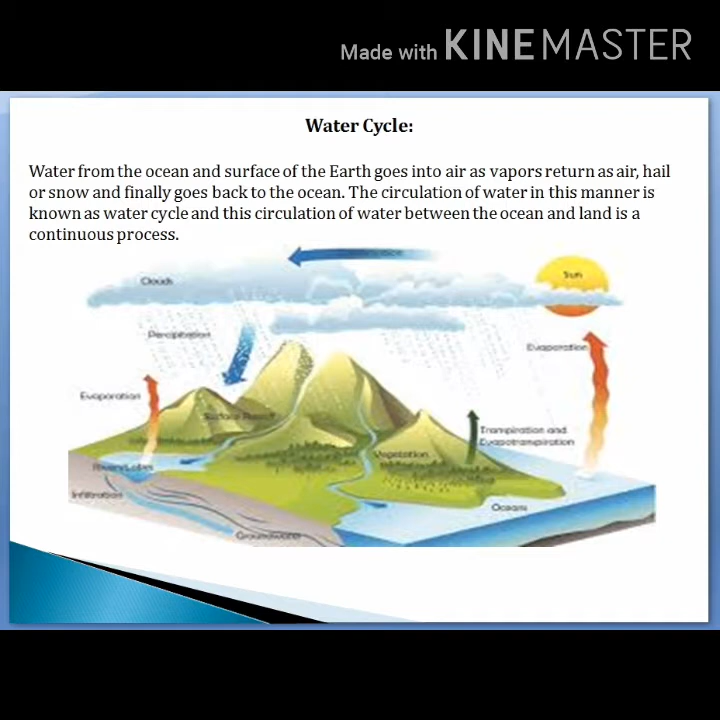 Made with KINEMASTER
Water Cycle:
Water from the ocean and surface of the Earth goes into air as vapors return as air, hail
or snow and finally goes back to the ocean. The circulation of water in this manner is
known as water cycle and this circulation of water between the ocean and land is a
continuous process.
Sun
Clouds
Percipitation
Evaporation
Evaporation
Surface Runoff
Transpiration and
Evapotranspiration
Vegetation
Rivers/Lakes
Infiltration
Oceans
Groundwater